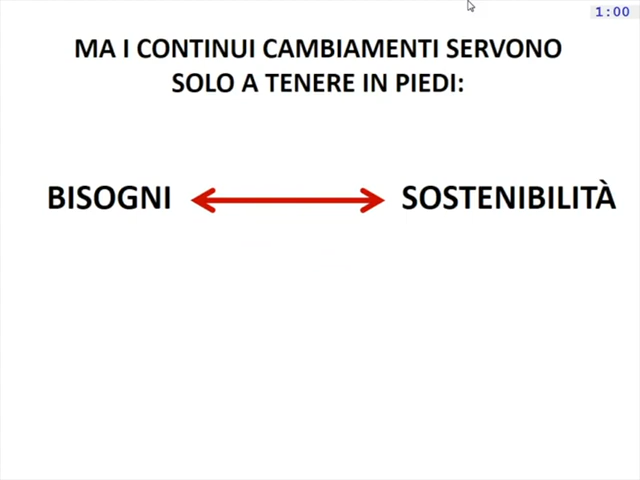 1:00
MA I CONTINUI CAMBIAMENTI SERVONO
SOLO A TENERE IN PIEDI:
BISOGNI SOSTENIBILITÀ